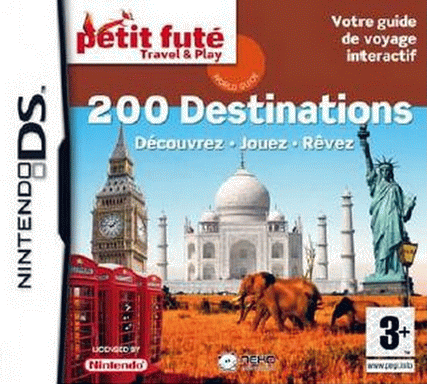 petit futé
Travel & Play
Votre guide
de voyage
interactif
WORLD GUIDE
200 Destinations
Découvrez • Jouez • Rêvez
NINTENDO DS
TM
LICENSED BY
Nintendo
neko
3+
www.pegi.info